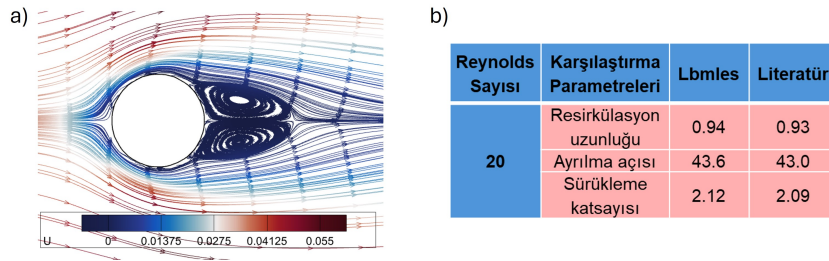 a)
U
0 0.01375 0.0275 0.04125 0.055
b)
Reynolds Sayısı
Karşılaştırma Parametreleri
Lbmles
Literatür
20
Resirkülasyon uzunluğu
0.94
0.93
Ayrılma açısı
43.6
43.0
Sürükleme katsayısı
2.12
2.09